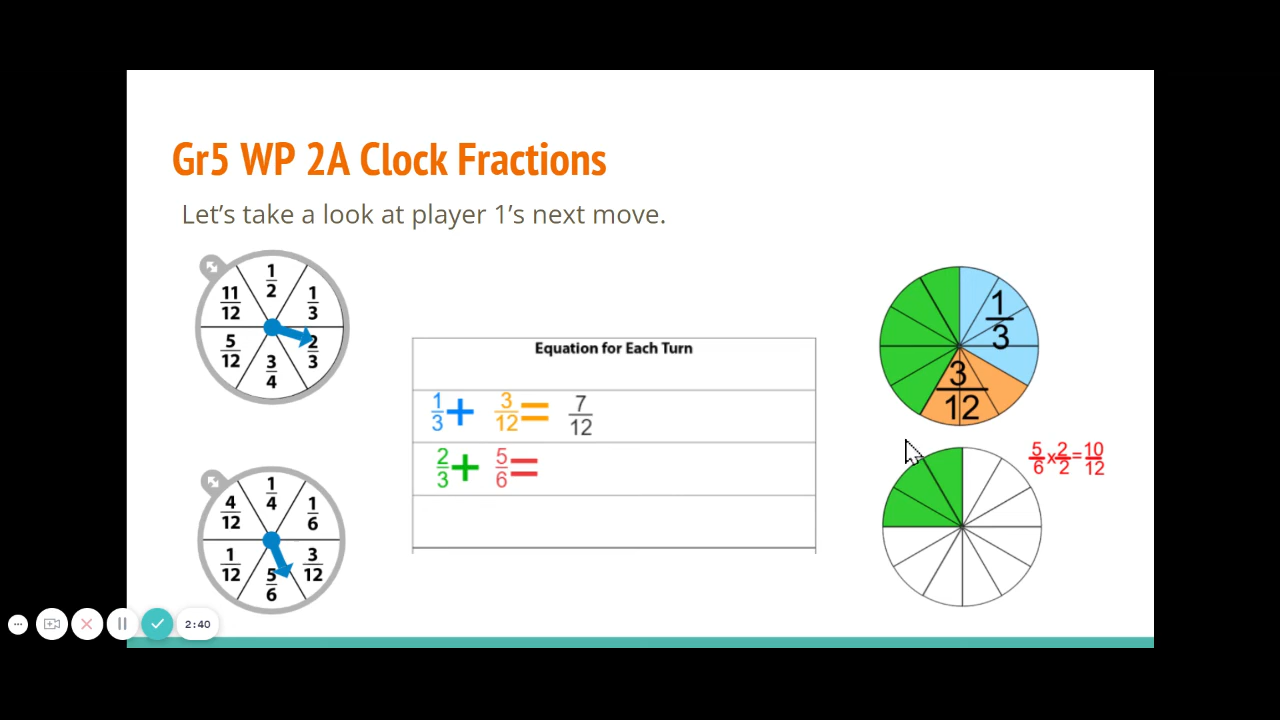 Gr5 WP 2A Clock Fractions
Let's take a look at player 1's next move.
1/2
11/12 1/3
5/12 2/3
3/4
Equation for Each Turn
1/3 + 3/12 = 7/12
2/3 + 5/6 =
1/3
3/12
5/6 x 2/2 = 10/12
1/4
4/12 1/6
1/12 3/12
5/6
2:40